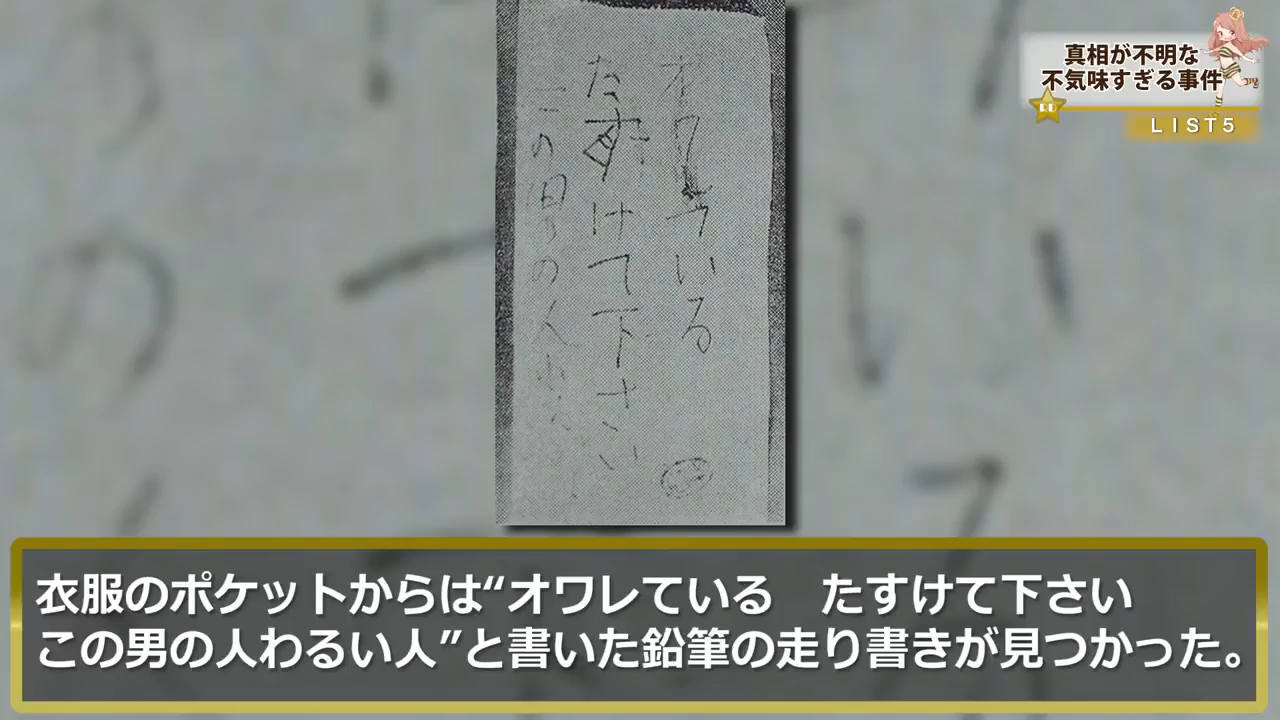 真相が不明な
不気味すぎる事件
LIST5
オワレている
たすけて下さい
この男の人わるい人
衣服のポケットからは“オワレている　たすけて下さい
この男の人わるい人”と書いた鉛筆の走り書きが見つかった。